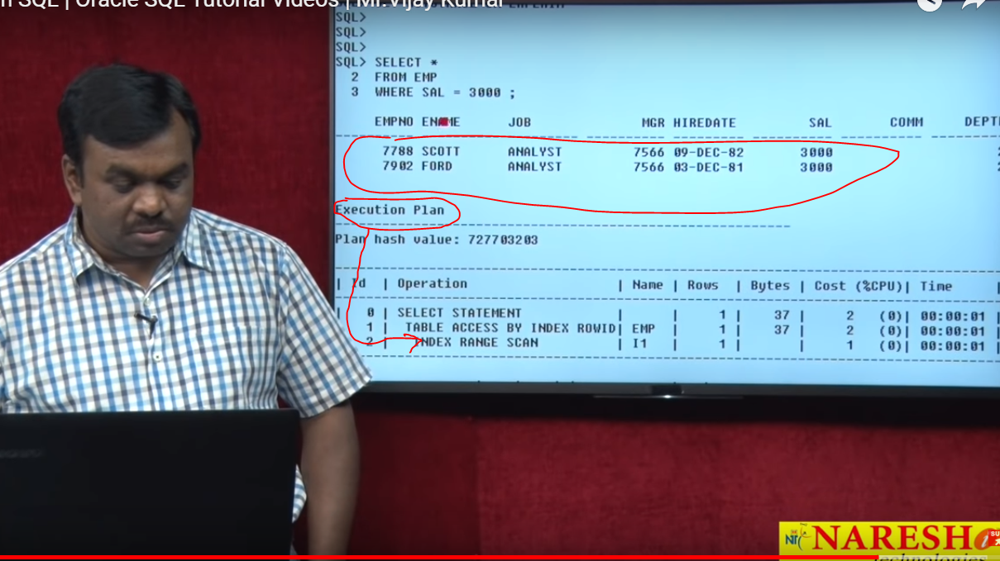 SQL | Oracle SQL Tutorial Videos | Mr.Vijay Kumar
SQL>
SQL>
SQL>
SQL> SELECT *
2 FROM EMP
3 WHERE SAL = 3000 ;
EMPNO ENAME JOB MGR HIREDATE SAL COMM DEPT
7788 SCOTT ANALYST 7566 09-DEC-82 3000
7902 FORD ANALYST 7566 03-DEC-81 3000
Execution Plan
Plan hash value: 727703203
| Id | Operation | Name | Rows | Bytes | Cost (%CPU)| Time |
| 0 | SELECT STATEMENT | | 1 | 37 | 2 (0)| 00:00:01 |
| 1 | TABLE ACCESS BY INDEX ROWID| EMP | 1 | 37 | 2 (0)| 00:00:01 |
| 2 | INDEX RANGE SCAN | I1 | 1 | | 1 (0)| 00:00:01 |
NARESH i
technologies